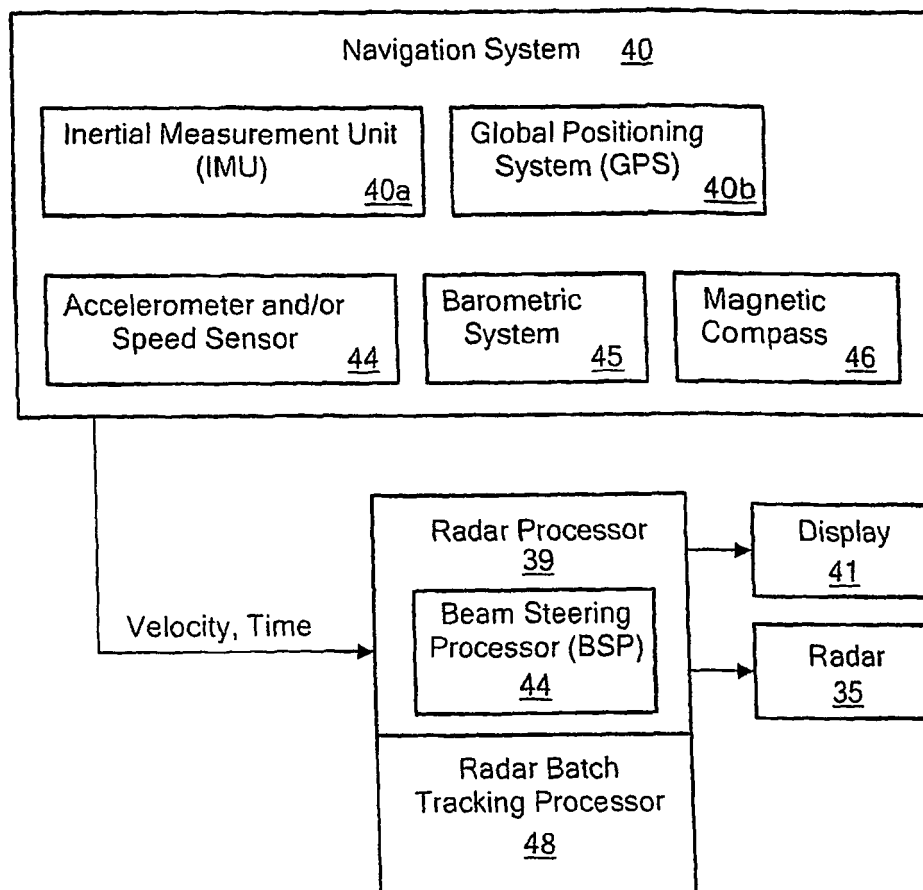 Navigation System 40
Inertial Measurement Unit
(IMU)
40a
Global Positioning
System (GPS)
40b
Accelerometer and/or
Speed Sensor
44
Barometric
System
45
Magnetic
Compass
46
Velocity, Time
Radar Processor
39
Beam Steering
Processor (BSP)
44
Radar Batch
Tracking Processor
48
Display
41
Radar
35